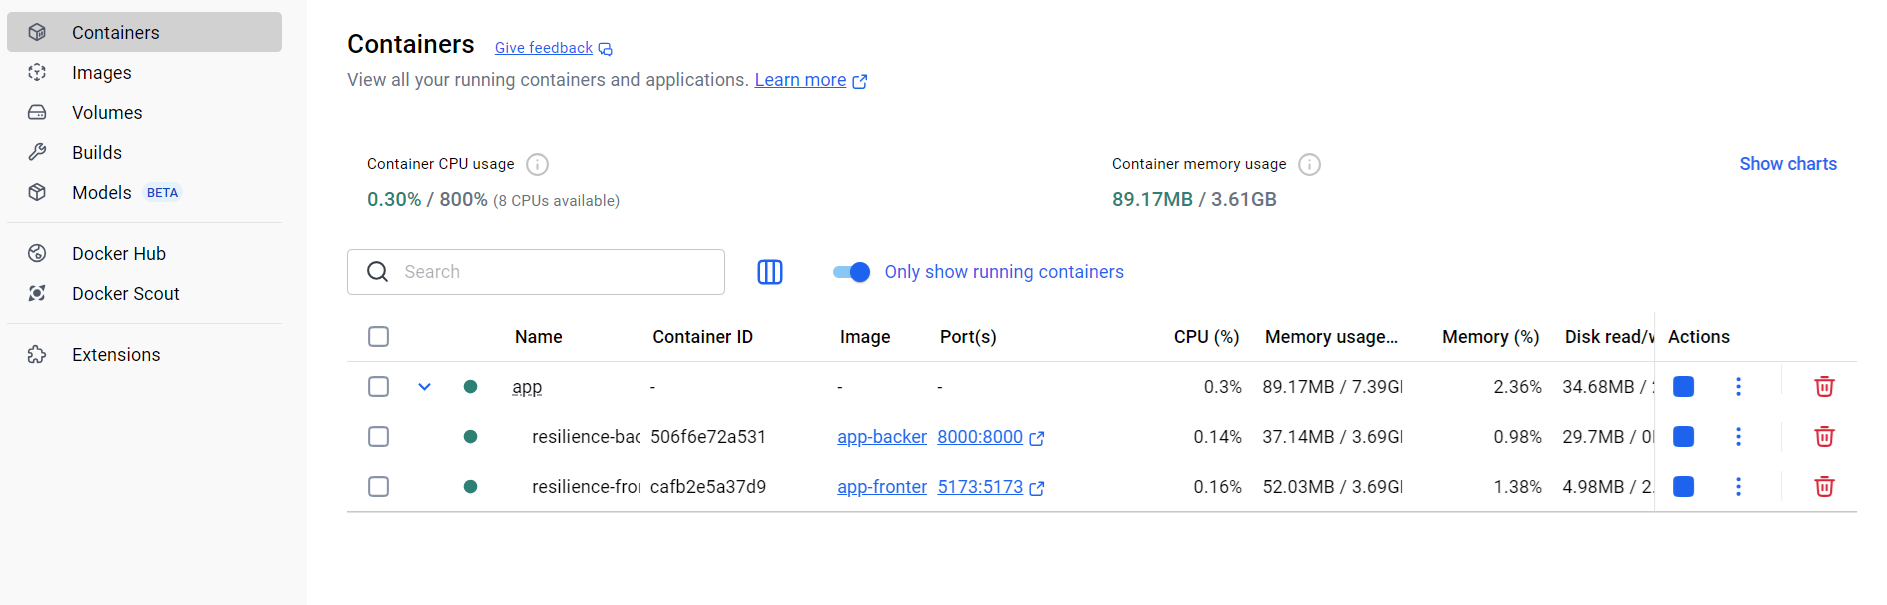 Containers
Images
Volumes
Builds
Models BETA
Docker Hub
Docker Scout
Extensions
Containers Give feedback
View all your running containers and applications. Learn more
Container CPU usage
0.30% / 800% (8 CPUs available)
Container memory usage
89.17MB / 3.61GB
Show charts
Search
Only show running containers
Name Container ID Image Port(s) CPU (%) Memory usage... Memory (%) Disk read/ Actions
app - - - 0.3% 89.17MB / 7.39G 2.36% 34.68MB /
resilience-bac 506f6e72a531 app-backer 8000:8000 0.14% 37.14MB / 3.69G 0.98% 29.7MB / 0
resilience-fro cafb2e5a37d9 app-fronter 5173:5173 0.16% 52.03MB / 3.69G 1.38% 4.98MB / 2.